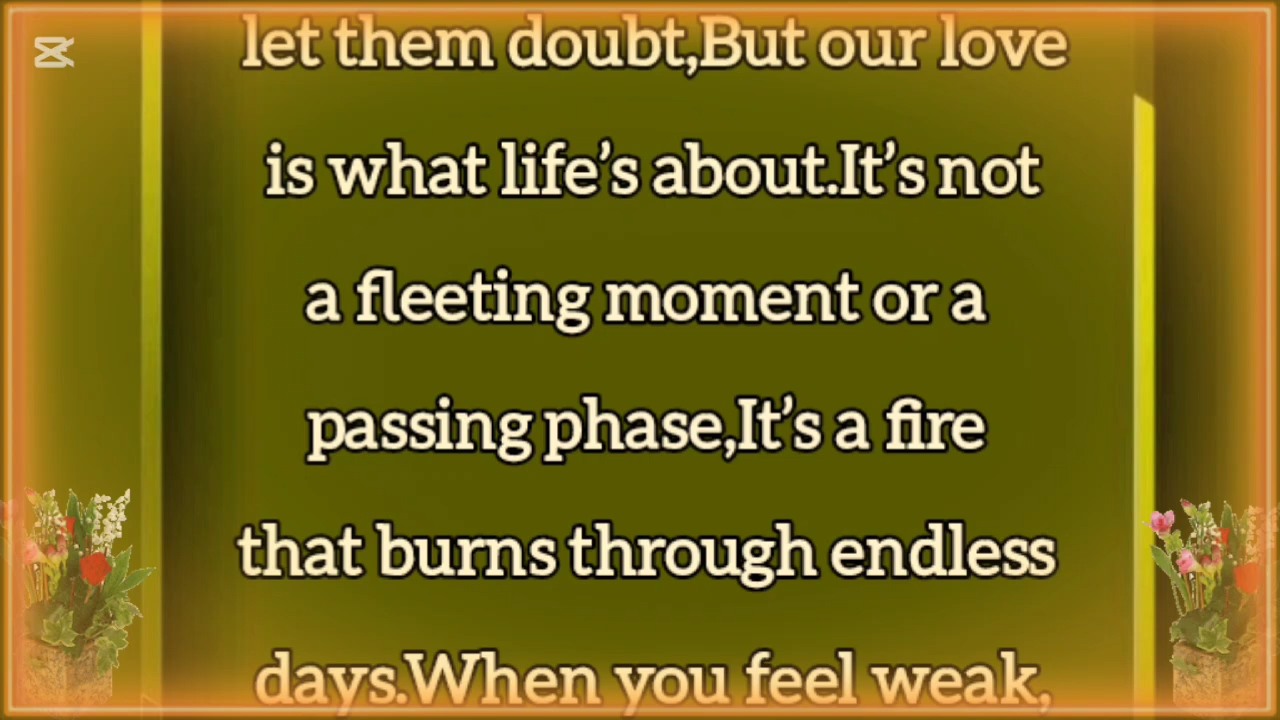 let them doubt,But our love
is what life’s about.It’s not
a fleeting moment or a
passing phase,It’s a fire
that burns through endless
days.When you feel weak,